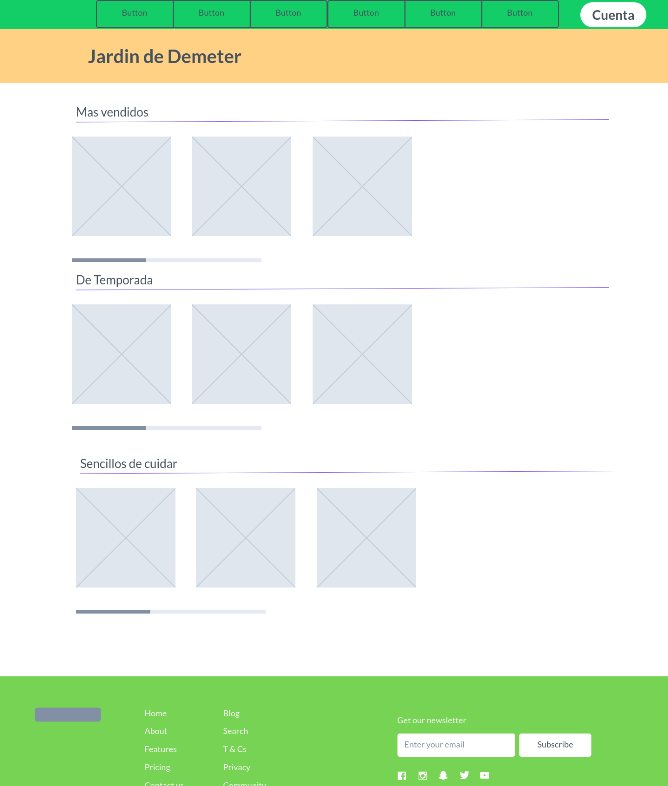 Button Button Button Button Button Button Cuenta
Jardin de Demeter
Mas vendidos
De Temporada
Sencillos de cuidar
Home
About
Features
Pricing
Contact us
Blog
Search
T & Cs
Privacy
Community
Get our newsletter
Enter your email Subscribe